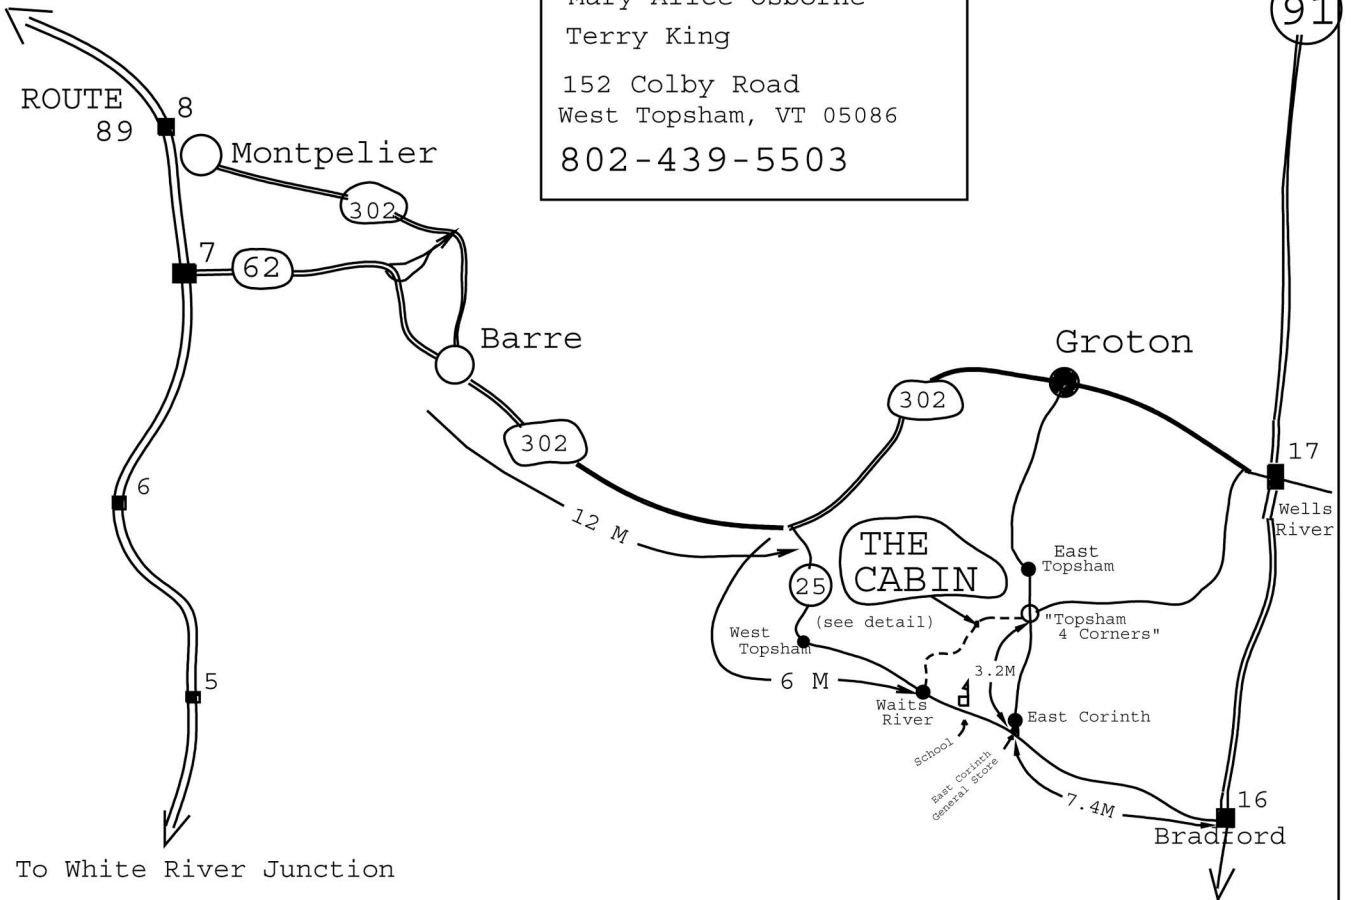 Mary Alice Osborne
Terry King
152 Colby Road
West Topsham, VT 05086
802-439-5503
91
ROUTE
89
8
Montpelier
302
7
62
Barre
302
12 M
6
5
To White River Junction
Groton
302
17
Wells
River
THE
CABIN
(see detail)
25
West
Topsham
6 M
Waits
River
East
Topsham
"Topsham
4 Corners"
3.2M
East Corinth
School
East Corinth
General Store
7.4M
16
Bradford